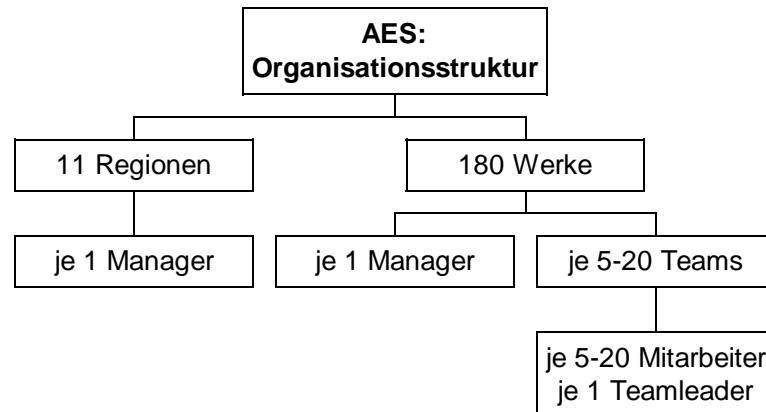 AES:
Organisationsstruktur
11 Regionen
180 Werke
je 1 Manager
je 1 Manager
je 5-20 Teams
je 5-20 Mitarbeiter
je 1 Teamleader